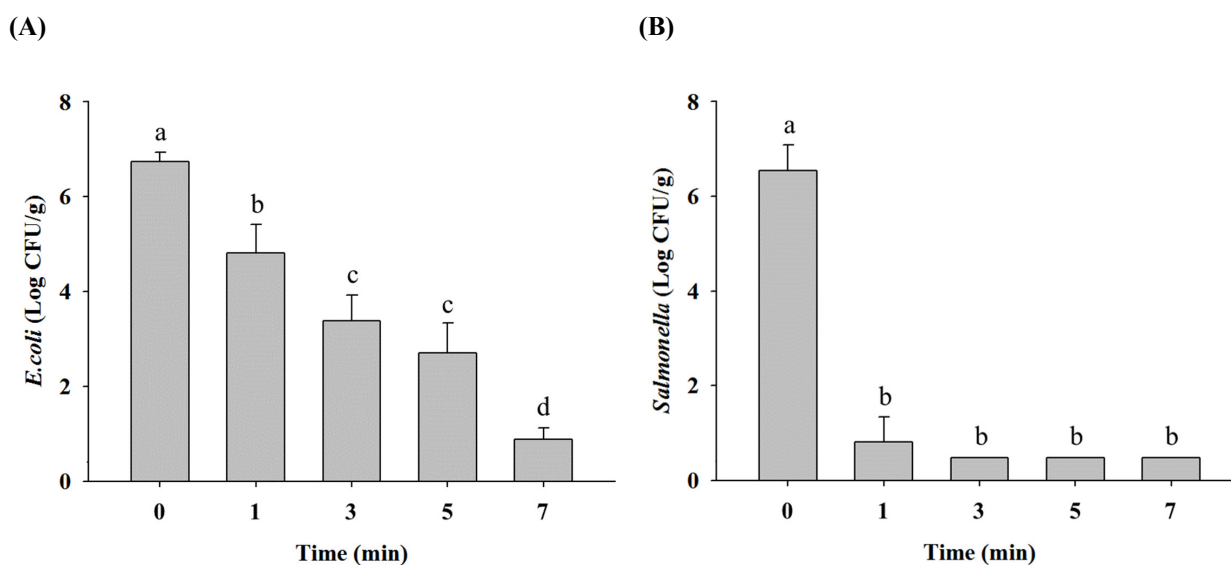 (A)
8
6
4
2
0
E.coli (Log CFU/g)
a
b
c
c
d
0 1 3 5 7
Time (min)
(B)
8
6
4
2
0
Salmonella (Log CFU/g)
a
b
b
b
b
0 1 3 5 7
Time (min)